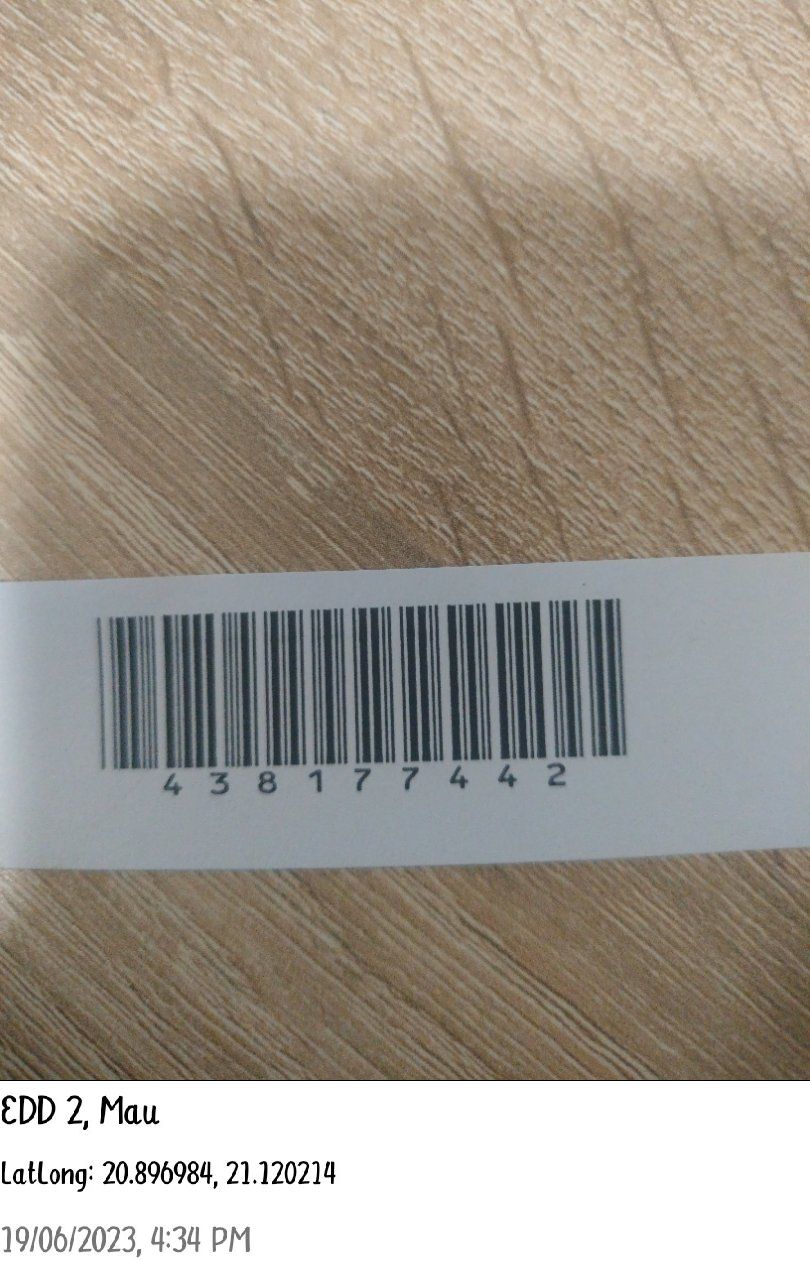 4 3 8 1 7 7 4 4 2
EDD 2, Mau
LatLong: 20.896984, 21.120214
19/06/2023, 4:34 PM